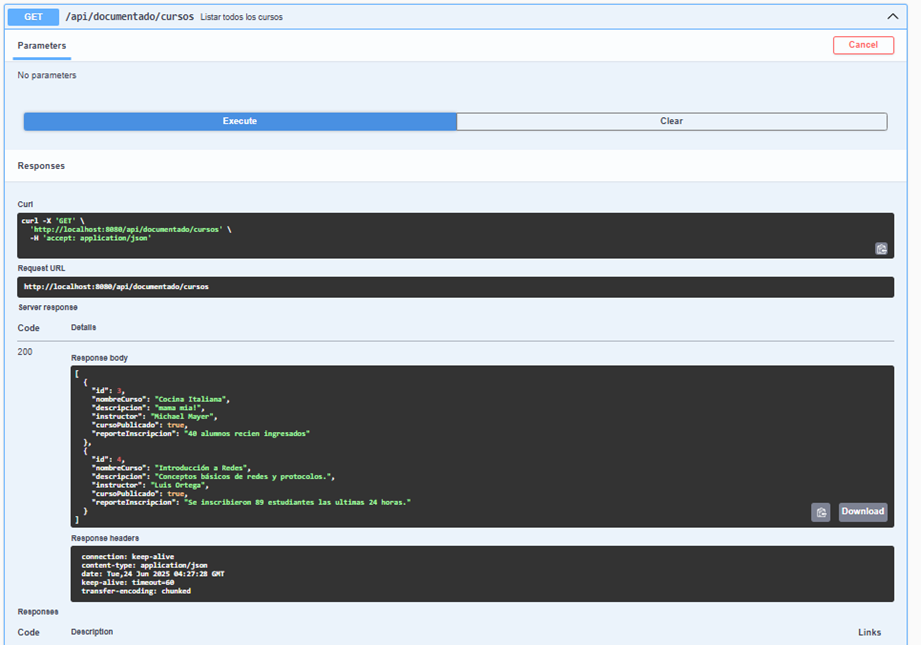 GET /api/documentado/cursos Listar todos los cursos
Parameters
Cancel
No parameters
Execute
Clear
Responses
Curl
curl -X 'GET' \
'http://localhost:8080/api/documentado/cursos' \
-H 'accept: application/json'
Request URL
http://localhost:8080/api/documentado/cursos
Server response
Code Details
200
Response body
[
{
"id": 3,
"nombreCurso": "Cocina Italiana",
"descripcion": "mama mia!",
"instructor": "Michael Mayer",
"cursoPublicado": true,
"reporteInscripcion": "40 alumnos recien ingresados"
},
{
"id": 4,
"nombreCurso": "Introducción a Redes",
"descripcion": "Conceptos básicos de redes y protocolos.",
"instructor": "Luis Ortega",
"cursoPublicado": true,
"reporteInscripcion": "Se inscribieron 89 estudiantes las ultimas 24 horas."
}
]
Download
Response headers
connection: keep-alive
content-type: application/json
date: Tue,24 Jun 2025 04:27:28 GMT
keep-alive: timeout=60
transfer-encoding: chunked
Responses
Code Description Links